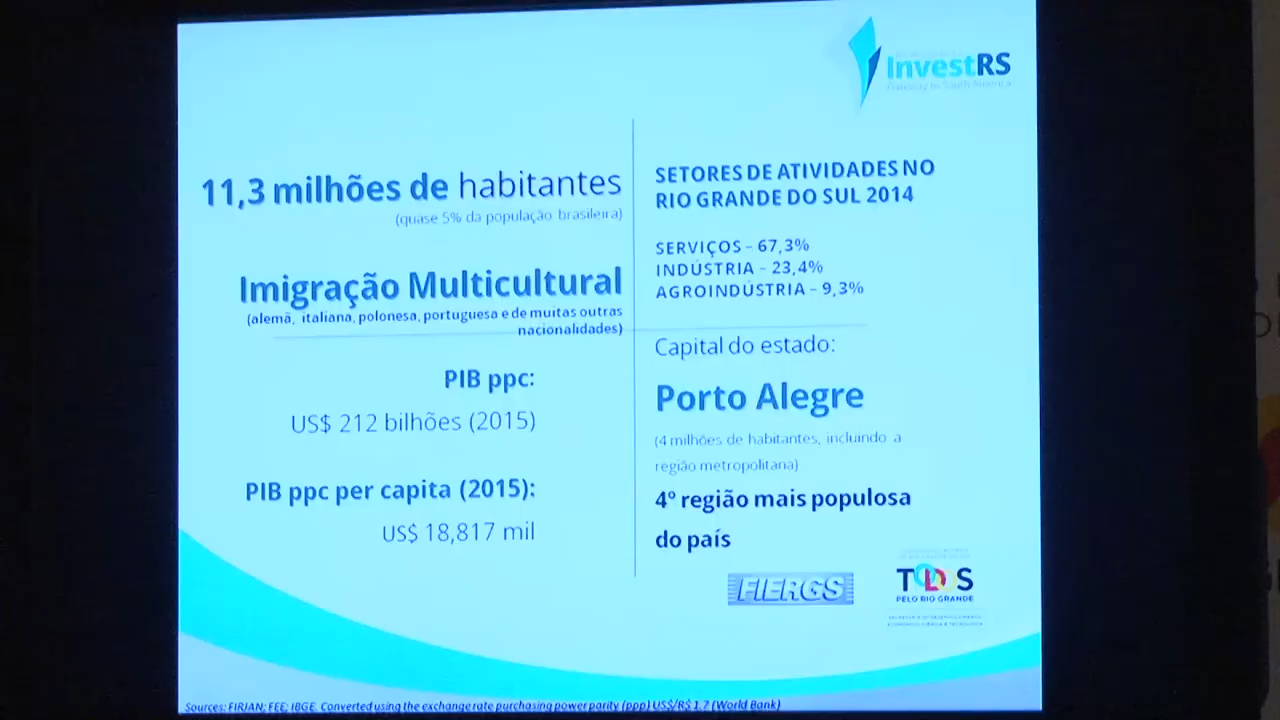 InvestRS
Gateway to South America
11,3 milhões de habitantes
(quase 5% da população brasileira)
Imigração Multicultural
(alemã, italiana, polonesa, portuguesa e de muitas outras
nacionalidades)
PIB ppc:
US$ 212 bilhões (2015)
PIB ppc per capita (2015):
US$ 18,817 mil
SETORES DE ATIVIDADES NO
RIO GRANDE DO SUL 2014
SERVIÇOS – 67,3%
INDÚSTRIA – 23,4%
AGROINDÚSTRIA – 9,3%
Capital do estado:
Porto Alegre
(4 milhões de habitantes, incluindo a
região metropolitana)
4º região mais populosa
do país
FIERGS
TODOS
PELO RIO GRANDE
Sources: FIRJAN; FEE; IBGE. Converted using the exchange rate purchasing power parity (ppp) US$/R$ 1.7 (World Bank)